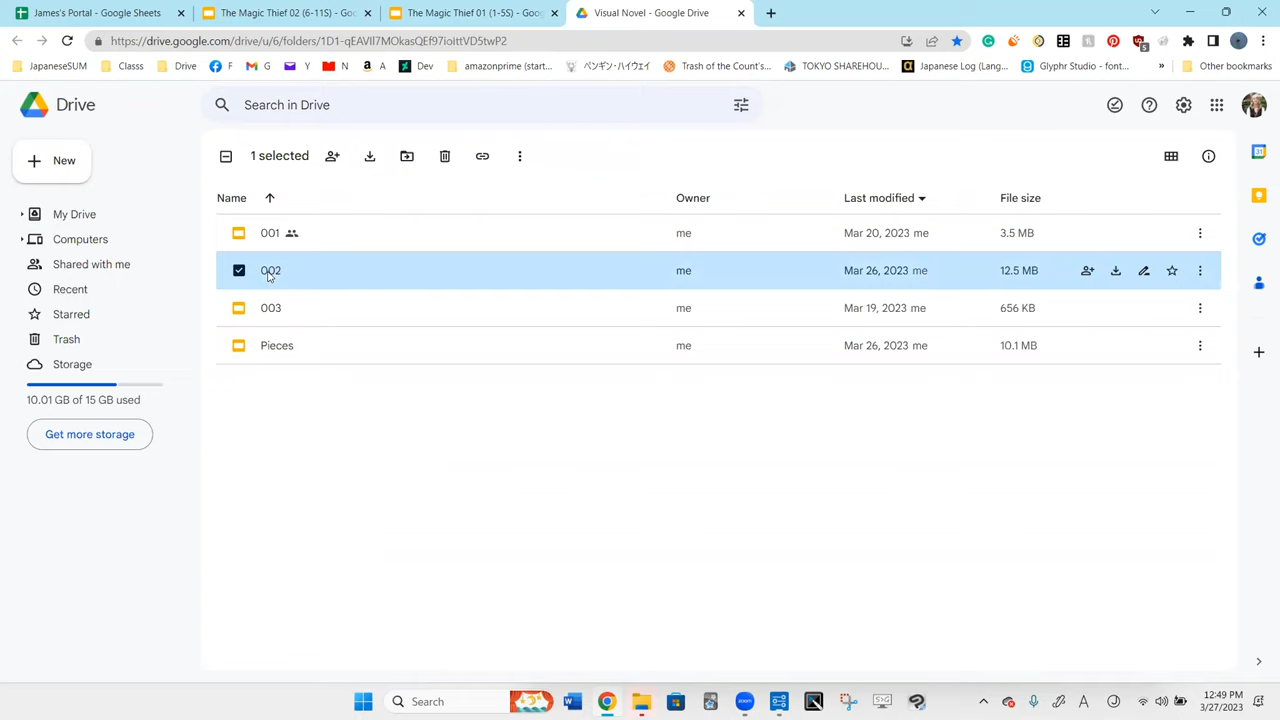 James's Portal - Google Sheets
The Magic Thief 02 (6-11S) - Goo
The Magic Thief 01 (1-5S) - Goog
Visual Novel - Google Drive
https://drive.google.com/drive/u/6/folders/1D1-qEAVIl7MOkasQEf97ioIttVD5twP2
JapaneseSUM
Classs
Drive
F
G
Y
N
A
Dev
amazonprime (start...
ペンギン・ハイウェイ
Trash of the Count's...
TOKYO SHAREHOU...
Japanese Log (Lang...
Glyphr Studio - font...
»
Other bookmarks
Drive
Search in Drive
New
1 selected
Name
Owner
Last modified
File size
My Drive
Computers
Shared with me
Recent
Starred
Trash
Storage
10.01 GB of 15 GB used
Get more storage
001 me Mar 20, 2023 me 3.5 MB
002 me Mar 26, 2023 me 12.5 MB
003 me Mar 19, 2023 me 656 KB
Pieces me Mar 26, 2023 me 10.1 MB
Search
12:49 PM
3/27/2023